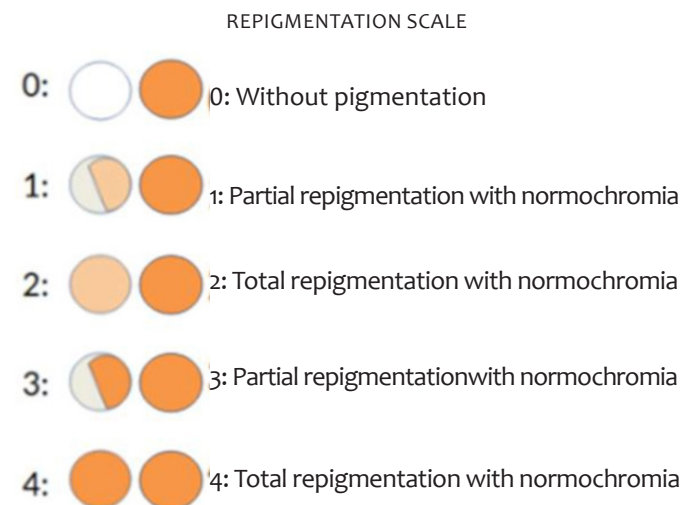 REPIGMENTATION SCALE
0: 0: Without pigmentation
1: 1: Partial repigmentation with normochromia
2: 2: Total repigmentation with normochromia
3: 3: Partial repigmentationwith normochromia
4: 4: Total repigmentation with normochromia